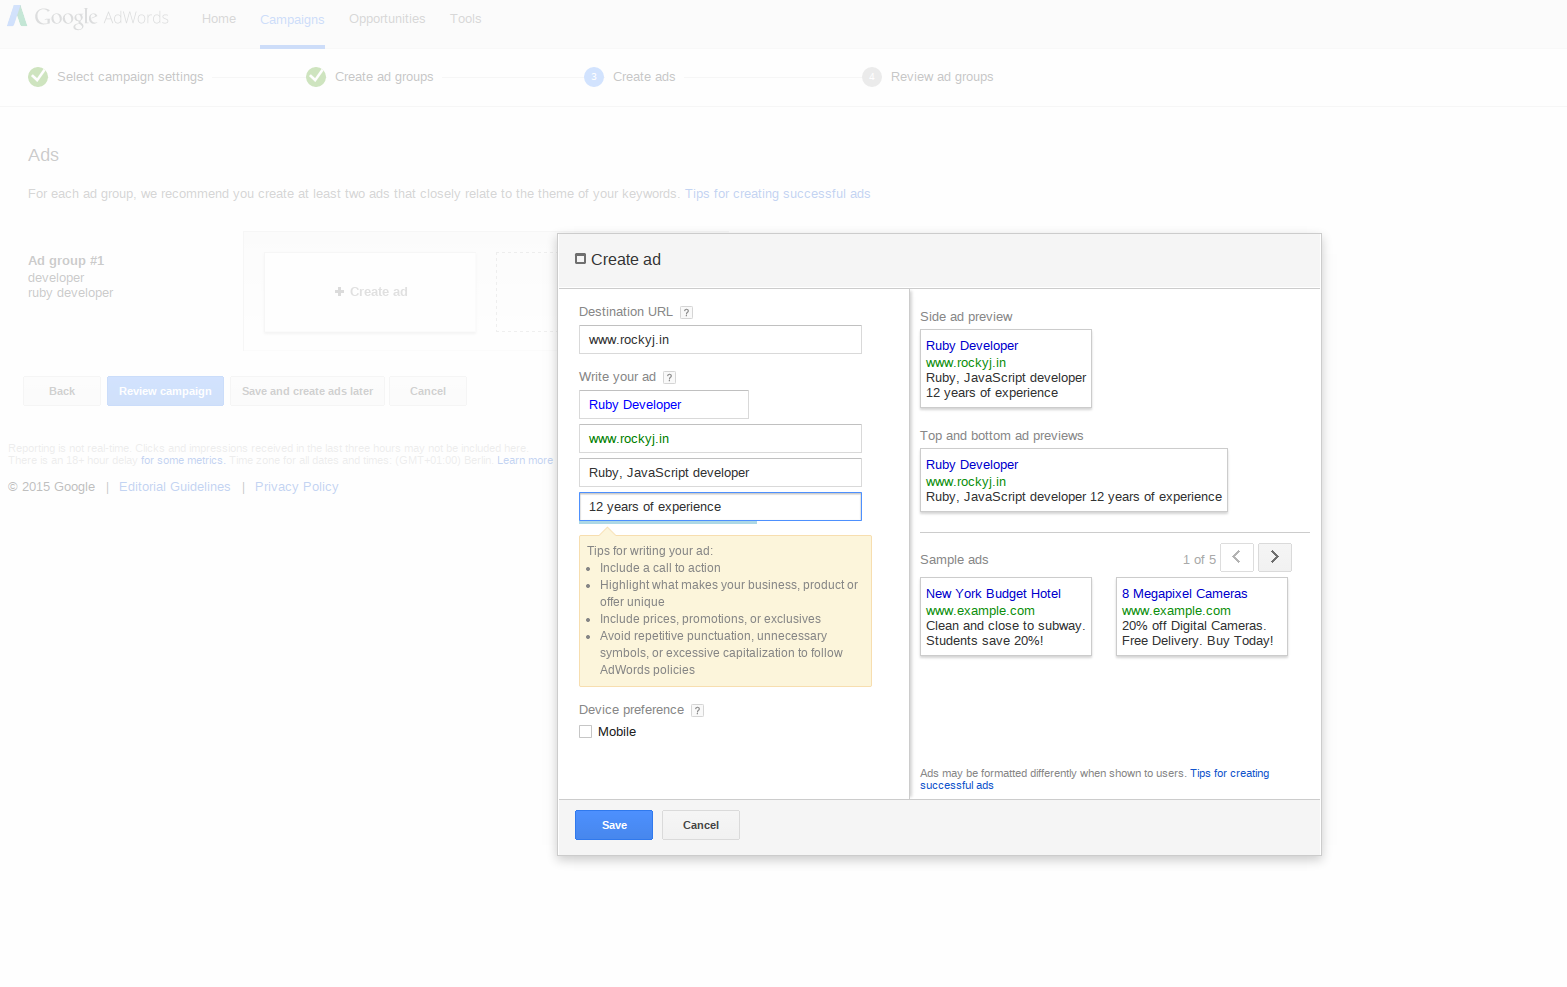 Google AdWords Home Campaigns Opportunities Tools
Select campaign settings Create ad groups 3 Create ads 4 Review ad groups
Ads
For each ad group, we recommend you create at least two ads that closely relate to the theme of your keywords. Tips for creating successful ads
Ad group #1
developer
ruby developer
Create ad
Back Review campaign Save and create ads later Cancel
Reporting is not real-time. Clicks and impressions received in the last three hours may not be included here.
There is an 18+ hour delay for some metrics. Time zone for all dates and times: (GMT+01:00) Berlin. Learn more
© 2015 Google | Editorial Guidelines | Privacy Policy
Create ad
Destination URL ?
www.rockyj.in
Write your ad ?
Ruby Developer
www.rockyj.in
Ruby, JavaScript developer
12 years of experience
Tips for writing your ad:
• Include a call to action
• Highlight what makes your business, product or
offer unique
• Include prices, promotions, or exclusives
• Avoid repetitive punctuation, unnecessary
symbols, or excessive capitalization to follow
AdWords policies
Device preference ?
Mobile
Side ad preview
Ruby Developer
www.rockyj.in
Ruby, JavaScript developer
12 years of experience
Top and bottom ad previews
Ruby Developer
www.rockyj.in
Ruby, JavaScript developer 12 years of experience
Sample ads 1 of 5
New York Budget Hotel
www.example.com
Clean and close to subway.
Students save 20%!
8 Megapixel Cameras
www.example.com
20% off Digital Cameras.
Free Delivery. Buy Today!
Ads may be formatted differently when shown to users. Tips for creating
successful ads
Save Cancel